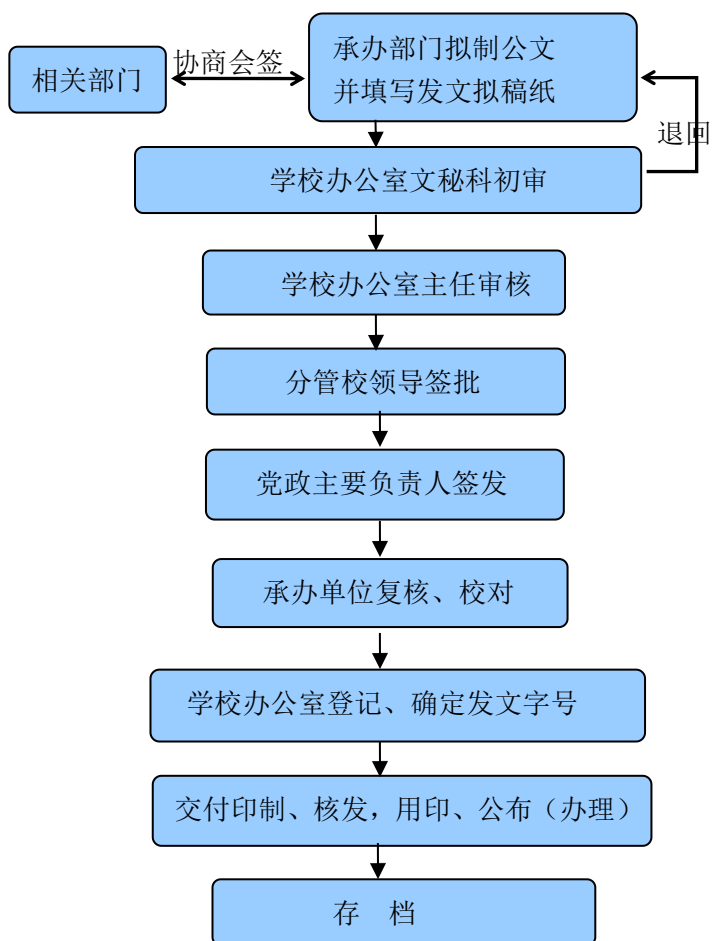 相关部门
协商会签
承办部门拟制公文
并填写发文拟稿纸
退回
学校办公室文秘科初审
学校办公室主任审核
分管校领导签批
党政主要负责人签发
承办单位复核、校对
学校办公室登记、确定发文字号
交付印制、核发，用印、公布（办理）
存 档